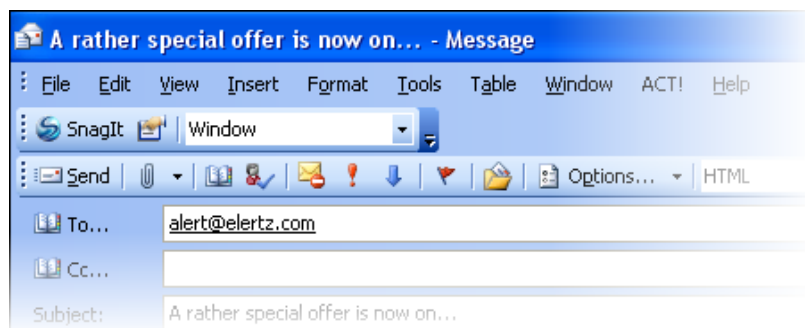 A rather special offer is now on... - Message
File Edit View Insert Format Tools Table Window ACT! Help
SnagIt Window
Send Options... HTML
To... alert@elertz.com
Cc...
Subject: A rather special offer is now on...